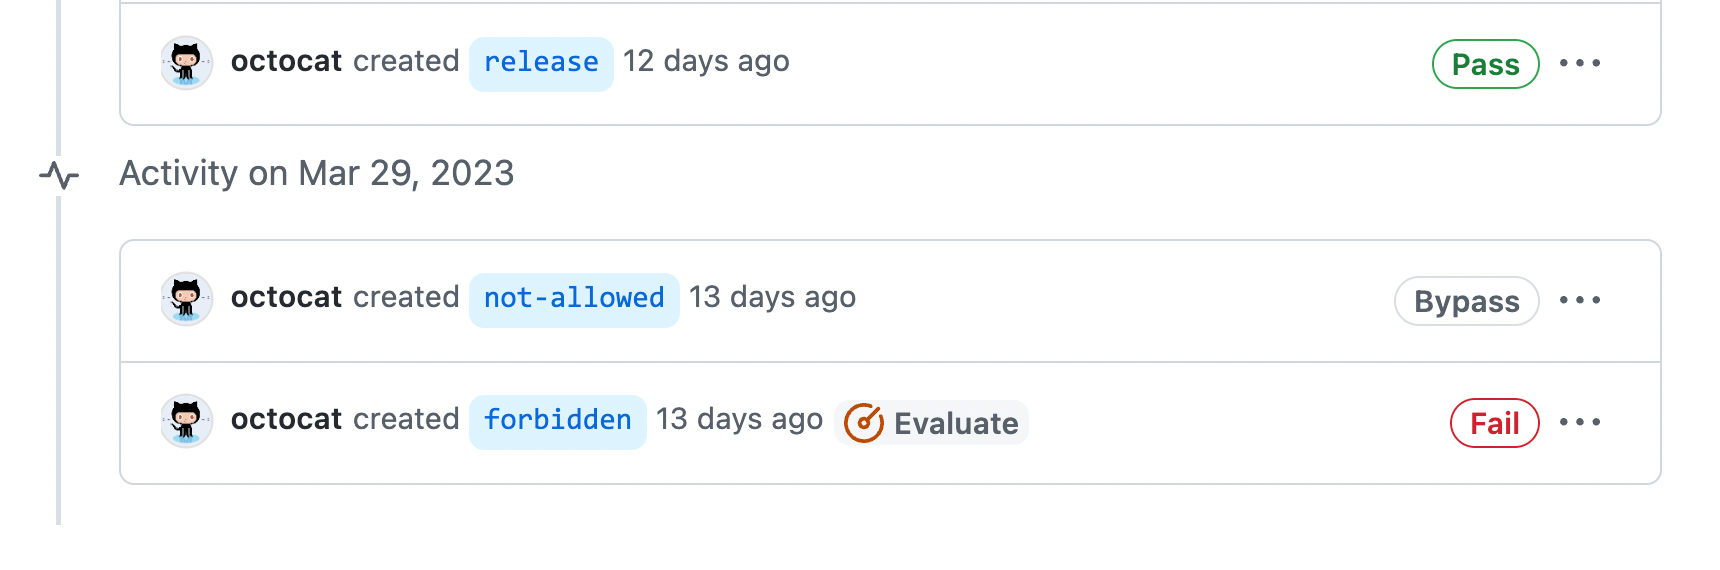 octocat created release 12 days ago Pass
Activity on Mar 29, 2023
octocat created not-allowed 13 days ago Bypass
octocat created forbidden 13 days ago Evaluate Fail